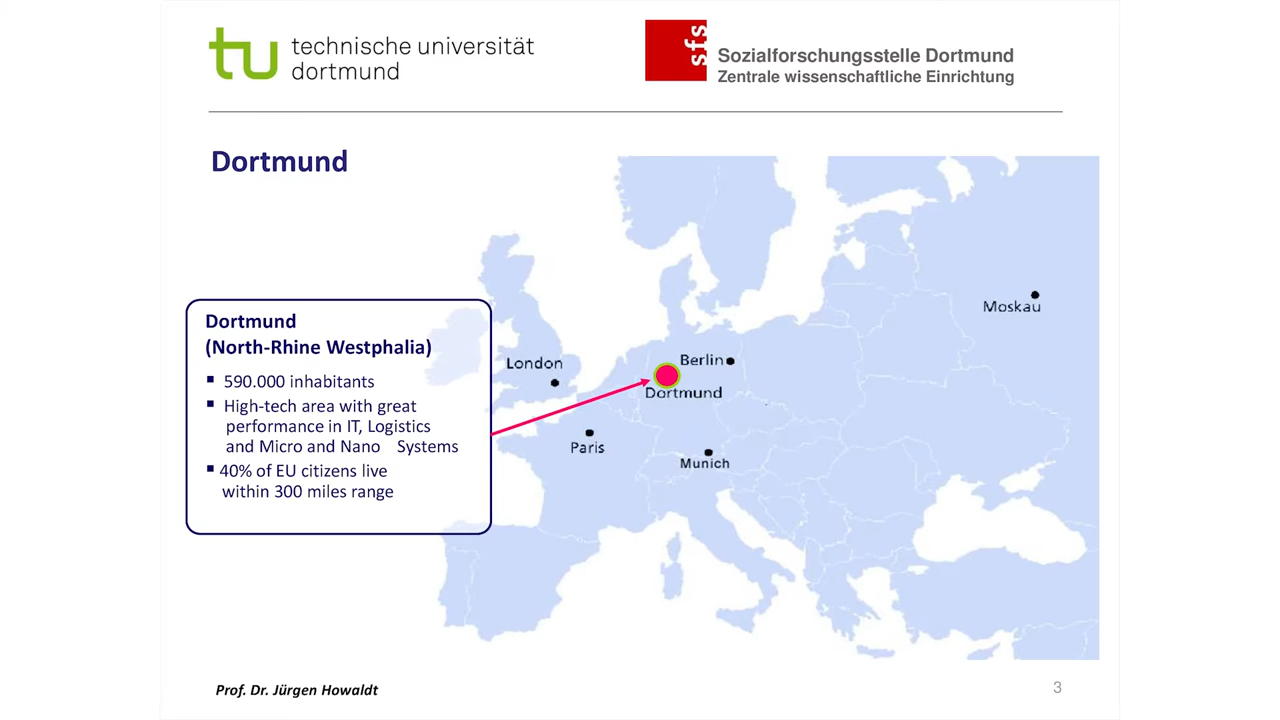 tu technische universität
dortmund
sfs
Sozialforschungsstelle Dortmund
Zentrale wissenschaftliche Einrichtung
Dortmund
Dortmund
(North-Rhine Westphalia)
▪ 590.000 inhabitants
▪ High-tech area with great
performance in IT, Logistics
and Micro and Nano Systems
▪ 40% of EU citizens live
within 300 miles range
Moskau
London
Berlin
Dortmund
Paris
Munich
Prof. Dr. Jürgen Howaldt
3